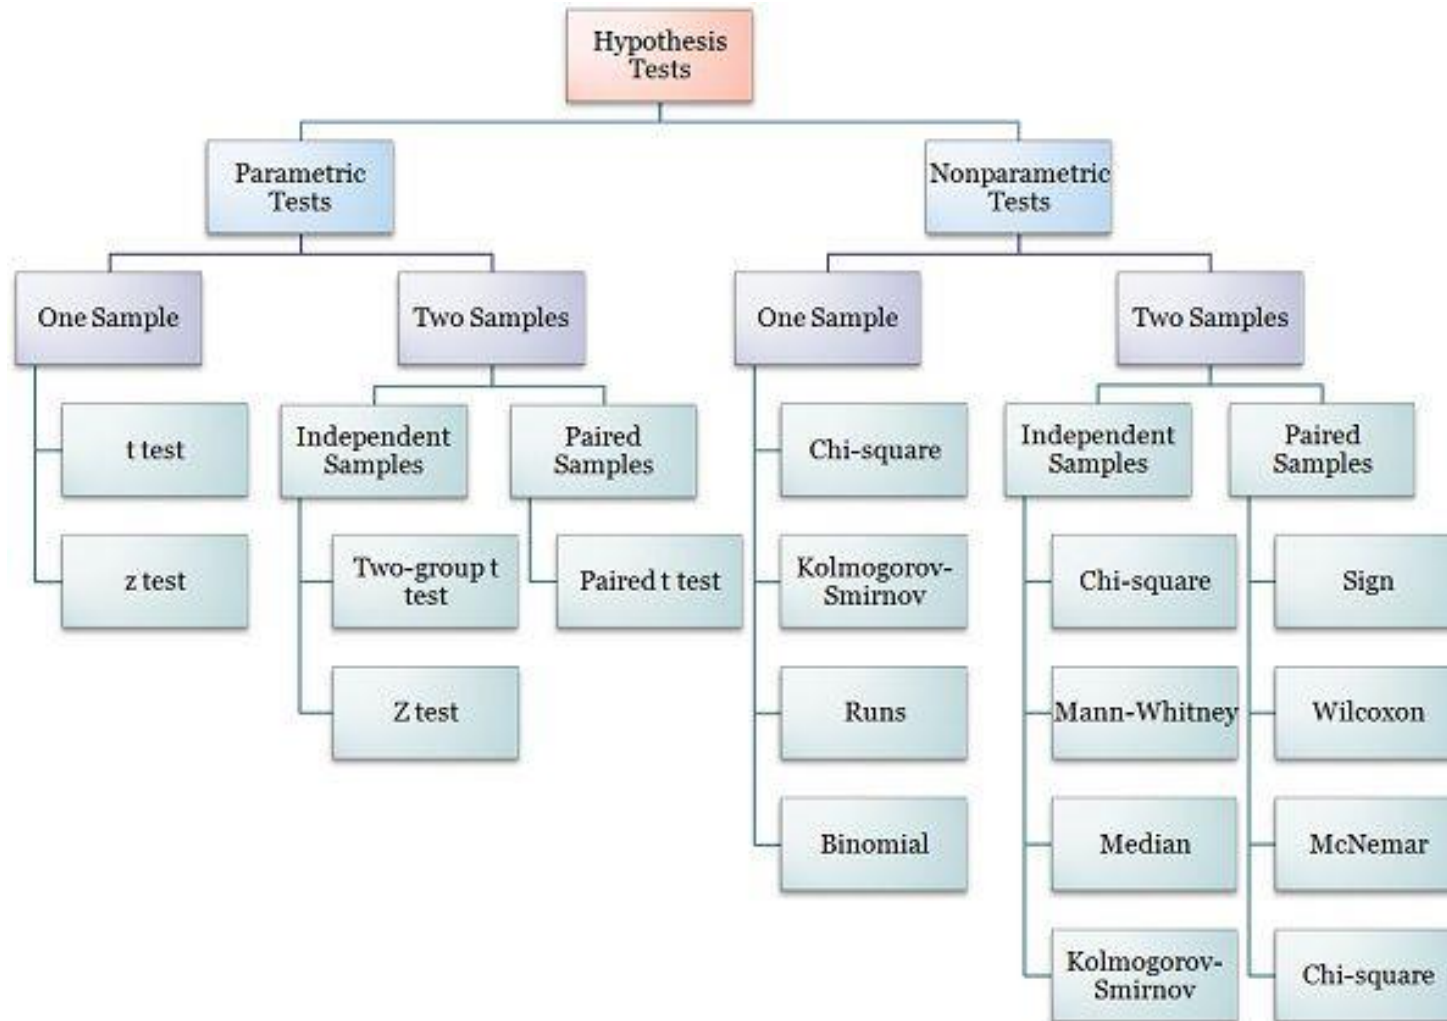 Hypothesis
Tests
Parametric
Tests
Nonparametric
Tests
One Sample
Two Samples
One Sample
Two Samples
t test
Independent
Samples
Paired
Samples
Chi-square
Independent
Samples
Paired
Samples
z test
Two-group t
test
Paired t test
Kolmogorov-
Smirnov
Chi-square
Sign
Z test
Runs
Mann-Whitney
Wilcoxon
Binomial
Median
McNemar
Kolmogorov-
Smirnov
Chi-square